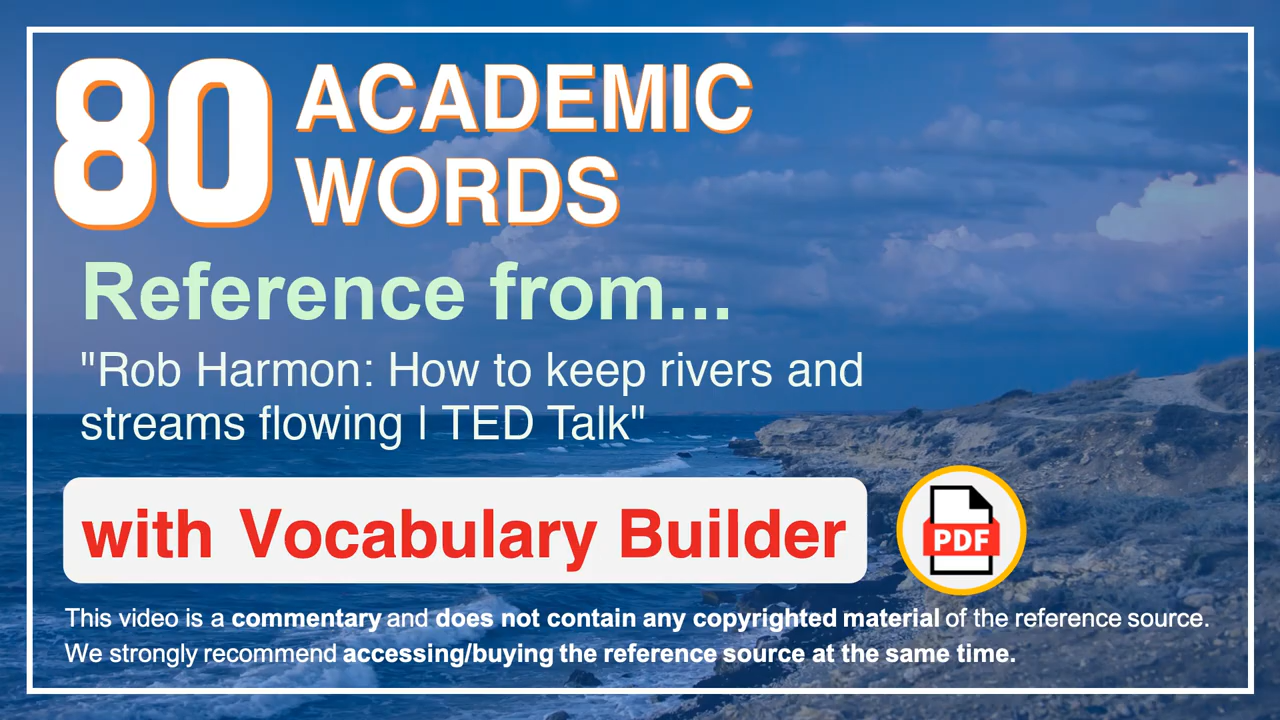 80 ACADEMIC
WORDS
Reference from...
"Rob Harmon: How to keep rivers and
streams flowing | TED Talk"
with Vocabulary Builder
PDF
This video is a commentary and does not contain any copyrighted material of the reference source.
We strongly recommend accessing/buying the reference source at the same time.